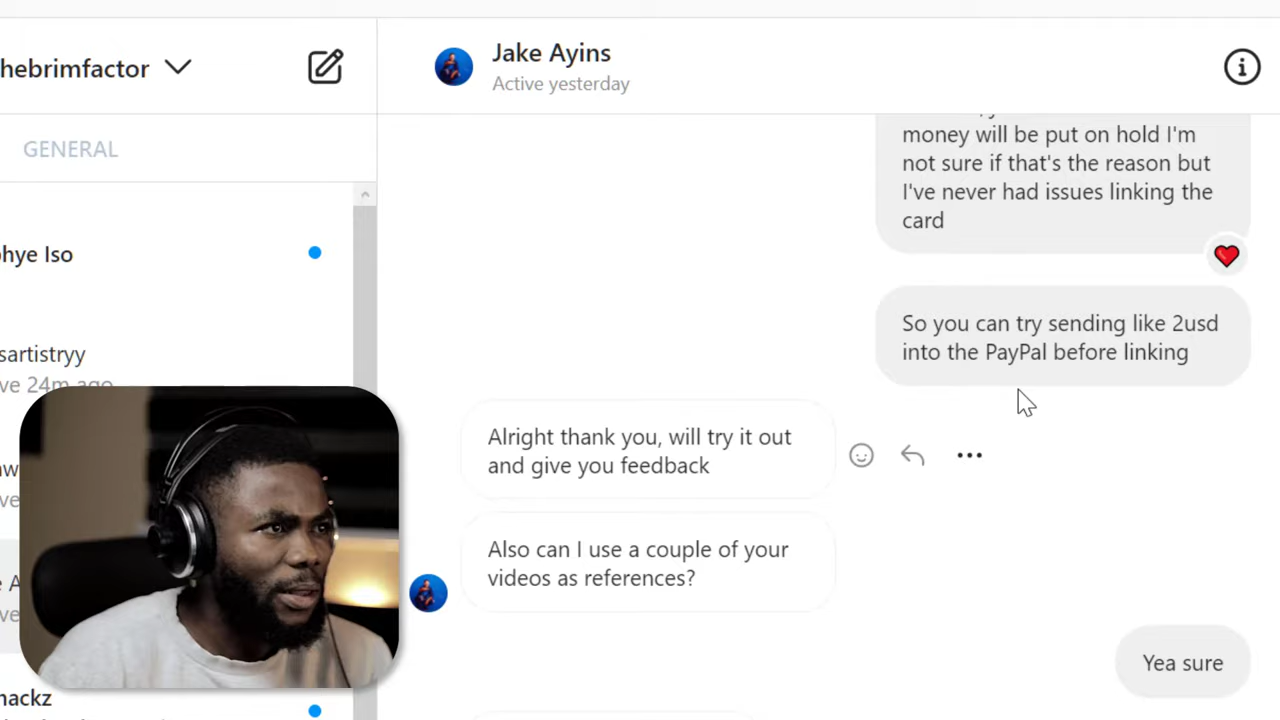 hebrimfactor
GENERAL
hye Iso
sartistryy
ve 24m ago
hackz
Jake Ayins
Active yesterday
money will be put on hold I'm
not sure if that's the reason but
I've never had issues linking the
card
So you can try sending like 2usd
into the PayPal before linking
Alright thank you, will try it out
and give you feedback
Also can I use a couple of your
videos as references?
Yea sure